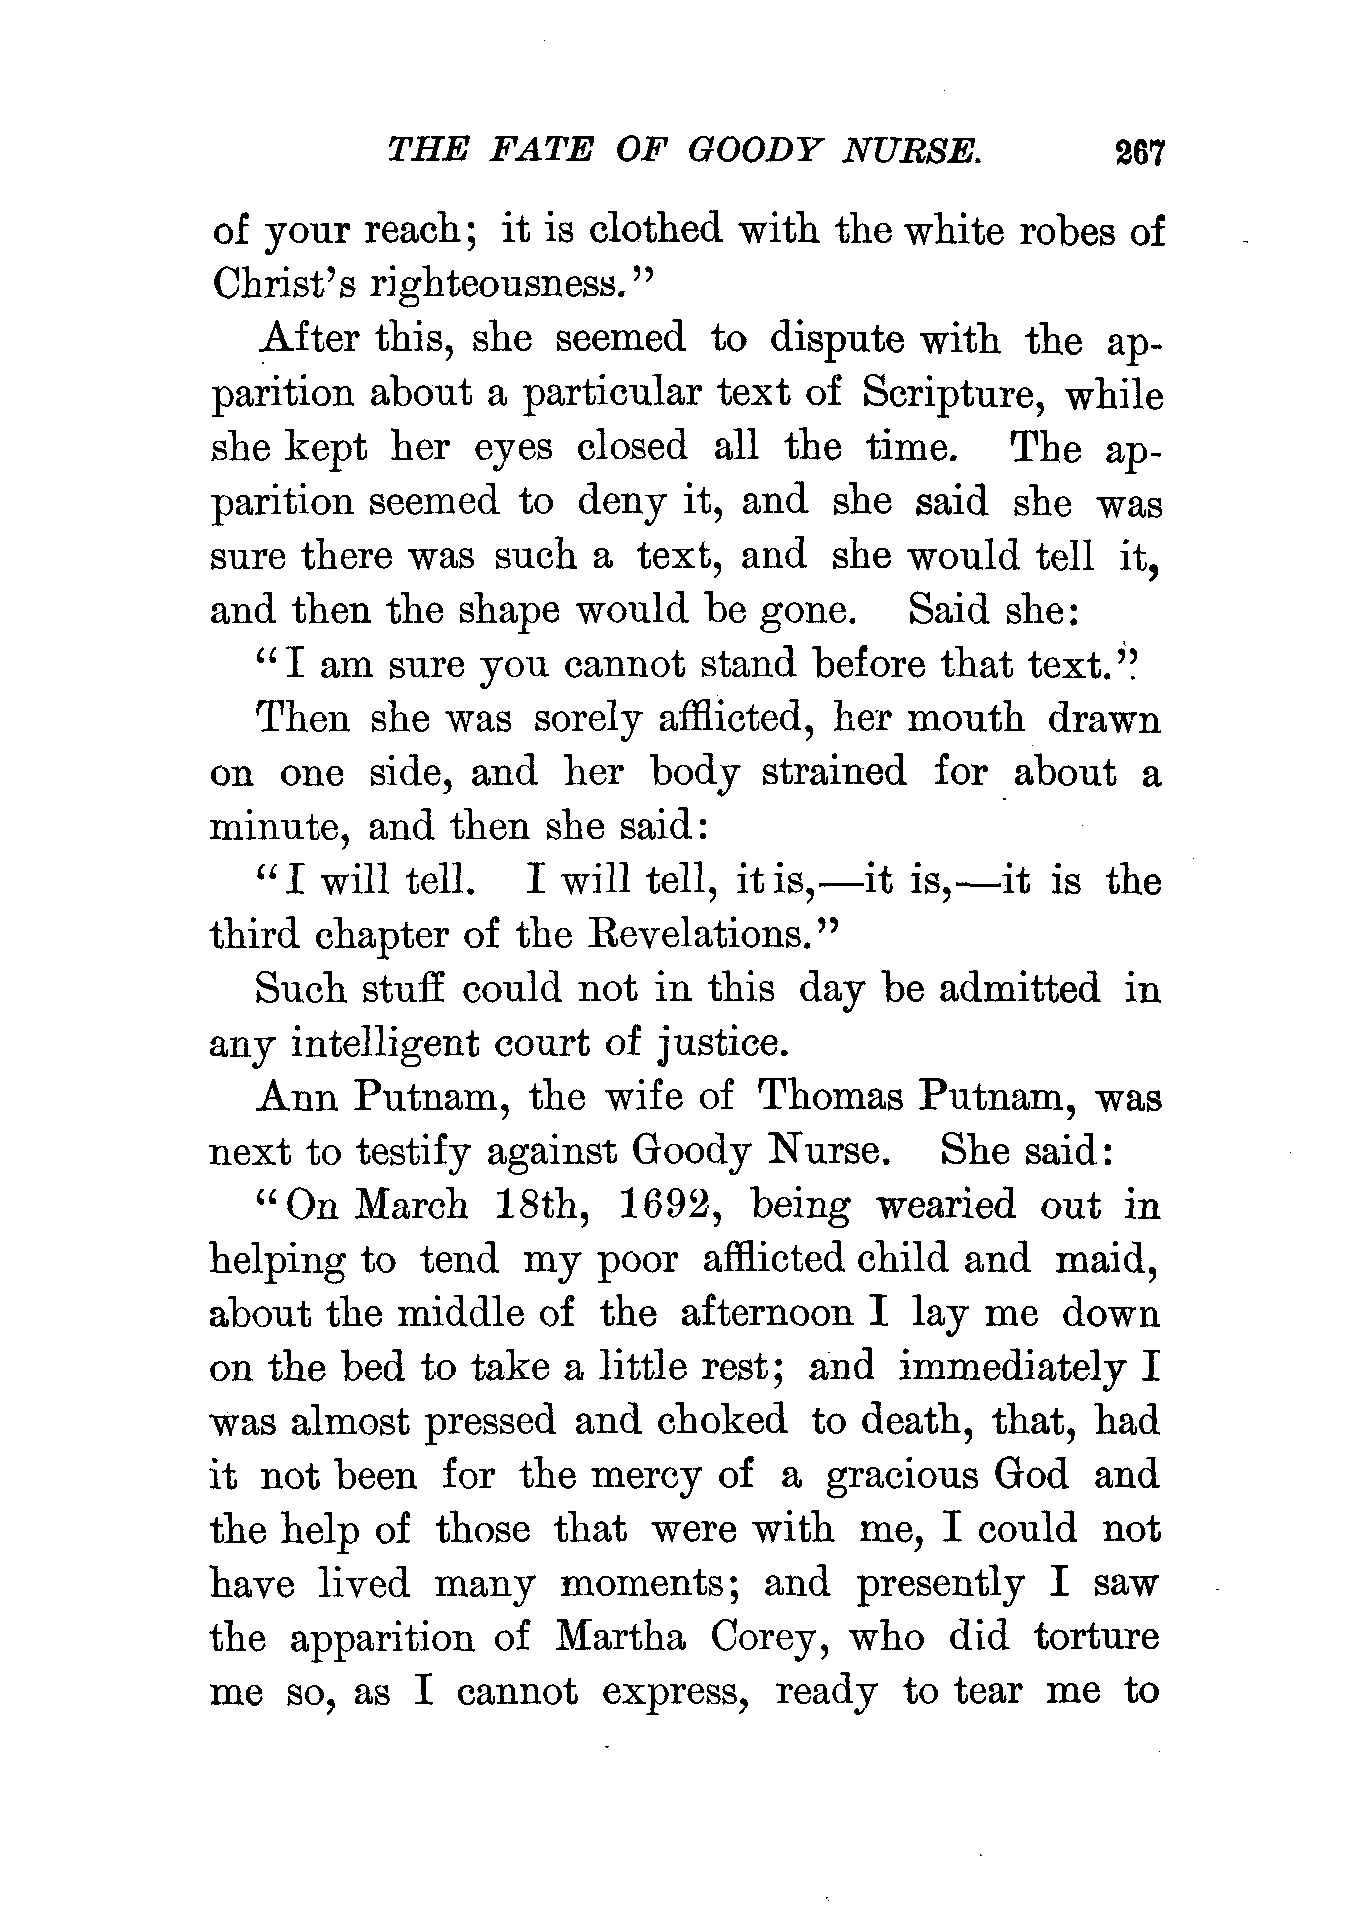 THE FATE OF GOODY NURSE. 267
of your reach; it is clothed with the white robes of
Christ's righteousness."
After this, she seemed to dispute with the ap-
parition about a particular text of Scripture, while
she kept her eyes closed all the time. The ap-
parition seemed to deny it, and she said she was
sure there was such a text, and she would tell it,
and then the shape would be gone. Said she:
"I am sure you cannot stand before that text."
Then she was sorely afflicted, her mouth drawn
on one side, and her body strained for about a
minute, and then she said:
"I will tell. I will tell, it is,—it is,—it is the
third chapter of the Revelations."
Such stuff could not in this day be admitted in
any intelligent court of justice.
Ann Putnam, the wife of Thomas Putnam, was
next to testify against Goody Nurse. She said:
"On March 18th, 1692, being wearied out in
helping to tend my poor afflicted child and maid,
about the middle of the afternoon I lay me down
on the bed to take a little rest; and immediately I
was almost pressed and choked to death, that, had
it not been for the mercy of a gracious God and
the help of those that were with me, I could not
have lived many moments; and presently I saw
the apparition of Martha Corey, who did torture
me so, as I cannot express, ready to tear me to